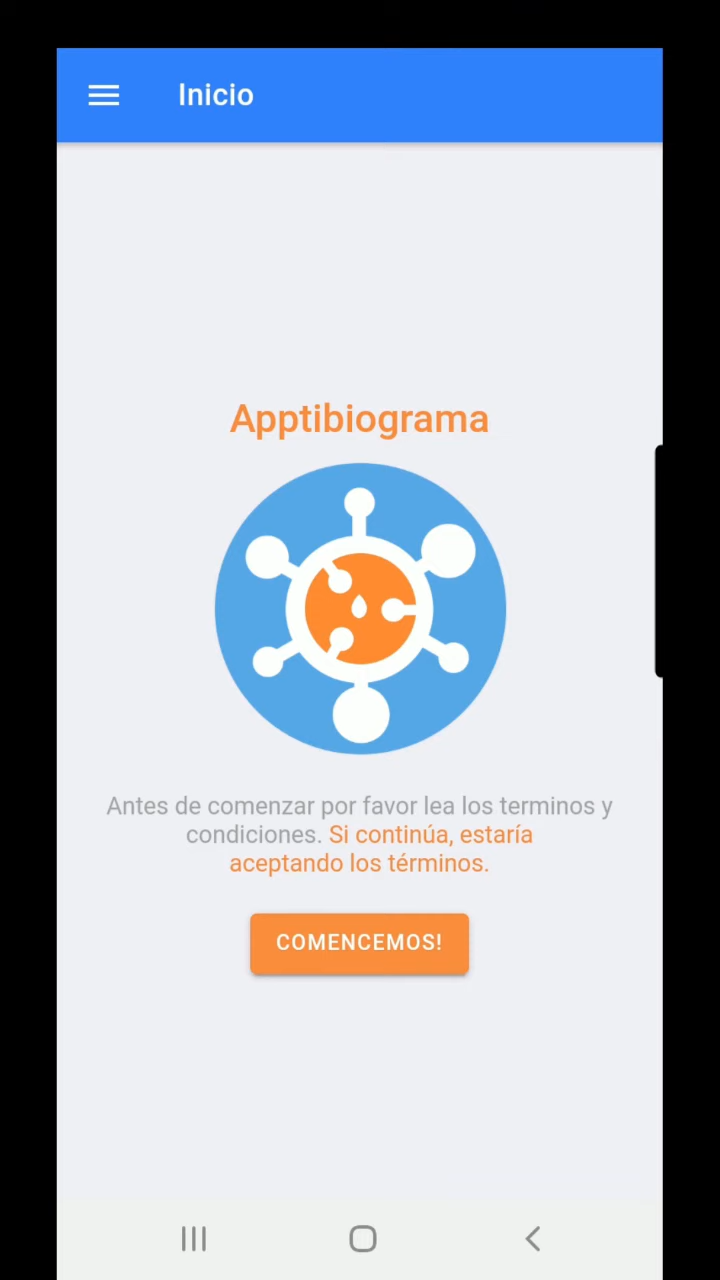 Inicio
Apptibiograma
Antes de comenzar por favor lea los terminos y
condiciones. Si continúa, estaría
aceptando los términos.
COMENCEMOS!